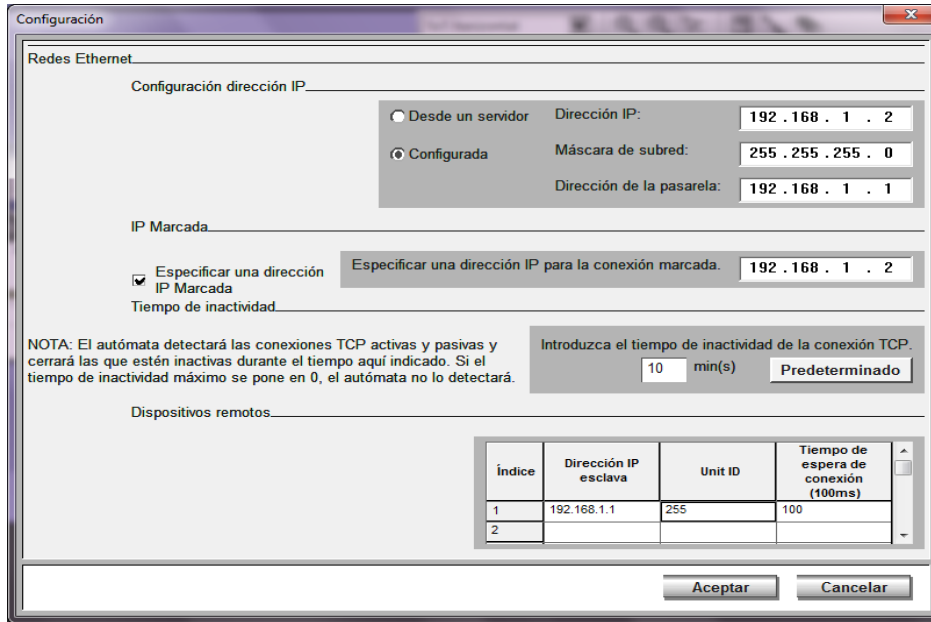 Configuración
Redes Ethernet
Configuración dirección IP
Desde un servidor
Dirección IP:
192 . 168 . 1 . 2
Configurada
Máscara de subred:
255 . 255 . 255 . 0
Dirección de la pasarela:
192 . 168 . 1 . 1
IP Marcada
Especificar una dirección
IP Marcada
Especificar una dirección IP para la conexión marcada.
192 . 168 . 1 . 2
Tiempo de inactividad
NOTA: El autómata detectará las conexiones TCP activas y pasivas y
cerrará las que estén inactivas durante el tiempo aquí indicado. Si el
tiempo de inactividad máximo se pone en 0, el autómata no lo detectará.
Introduzca el tiempo de inactividad de la conexión TCP.
10 min(s) Predeterminado
Dispositivos remotos
Índice
Dirección IP
esclava
Unit ID
Tiempo de
espera de
conexión
(100ms)
1 192.168.1.1 255 100
2
Aceptar Cancelar